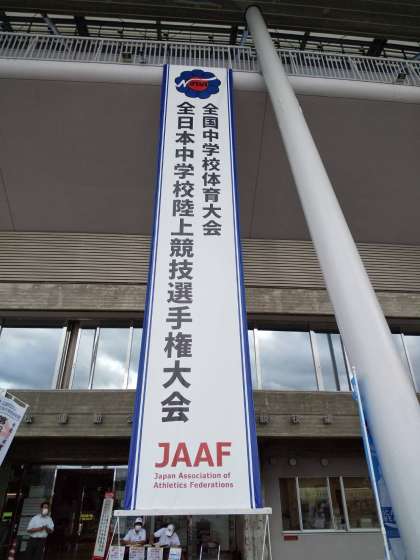 全国中学校体育大会
全日本中学校陸上競技選手権大会
JAAF
Japan Association of
Athletics Federations